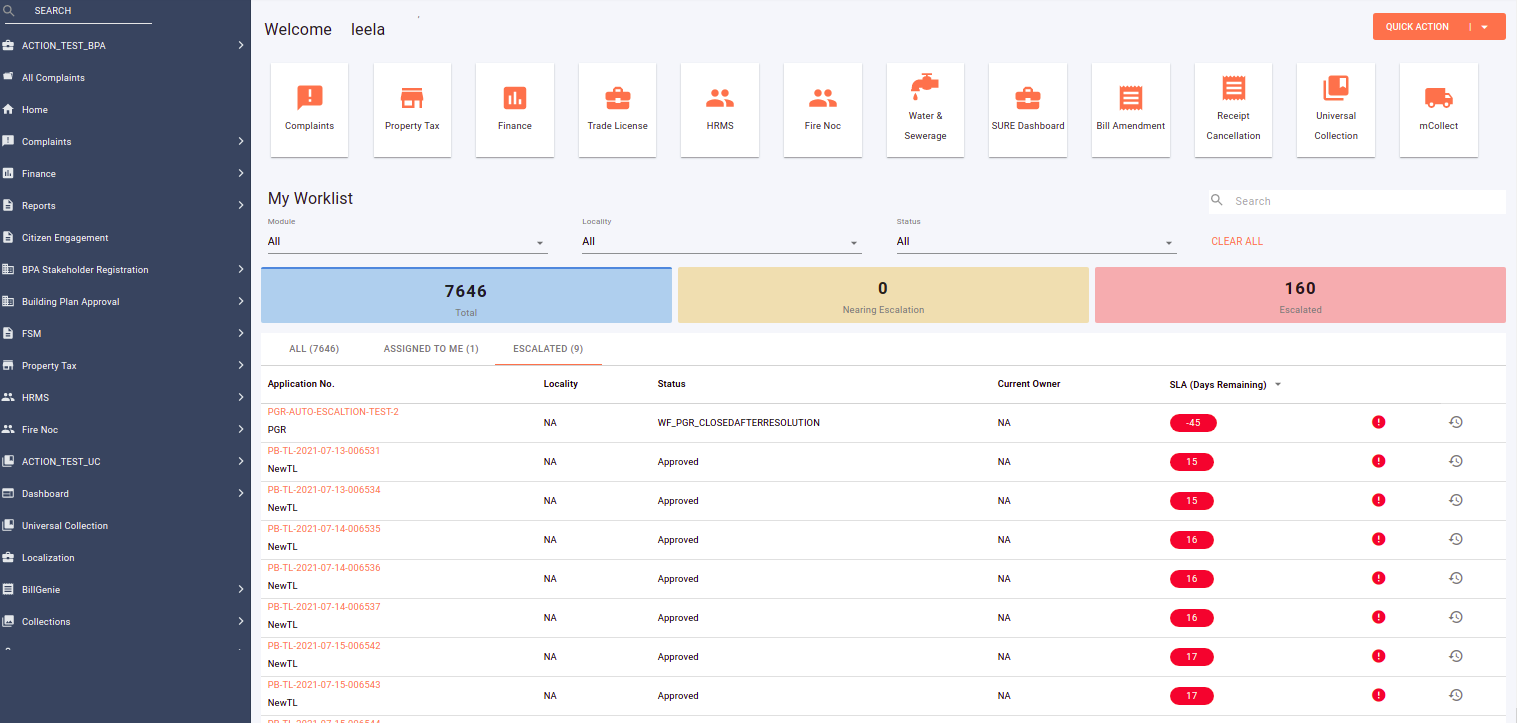 SEARCH
ACTION_TEST_BPA
All Complaints
Home
Complaints
Finance
Reports
Citizen Engagement
BPA Stakeholder Registration
Building Plan Approval
FSM
Property Tax
HRMS
Fire Noc
ACTION_TEST_UC
Dashboard
Universal Collection
Localization
BillGenie
Collections
Welcome leela
QUICK ACTION
Complaints
Property Tax
Finance
Trade License
HRMS
Fire Noc
Water &
Sewerage
SURE Dashboard
Bill Amendment
Receipt
Cancellation
Universal
Collection
mCollect
My Worklist
Search
Module
All
Locality
All
Status
All
CLEAR ALL
7646
Total
0
Nearing Escalation
160
Escalated
ALL (7646) ASSIGNED TO ME (1) ESCALATED (9)
Application No. Locality Status Current Owner SLA (Days Remaining)
PGR-AUTO-ESCALTION-TEST-2
PGR NA WF_PGR_CLOSEDAFTERRESOLUTION NA -45
PB-TL-2021-07-13-006531
NewTL NA Approved NA 15
PB-TL-2021-07-13-006534
NewTL NA Approved NA 15
PB-TL-2021-07-14-006535
NewTL NA Approved NA 16
PB-TL-2021-07-14-006536
NewTL NA Approved NA 16
PB-TL-2021-07-14-006537
NewTL NA Approved NA 16
PB-TL-2021-07-15-006542
NewTL NA Approved NA 17
PB-TL-2021-07-15-006543
NewTL NA Approved NA 17
PB-TL-2021-07-15-006544